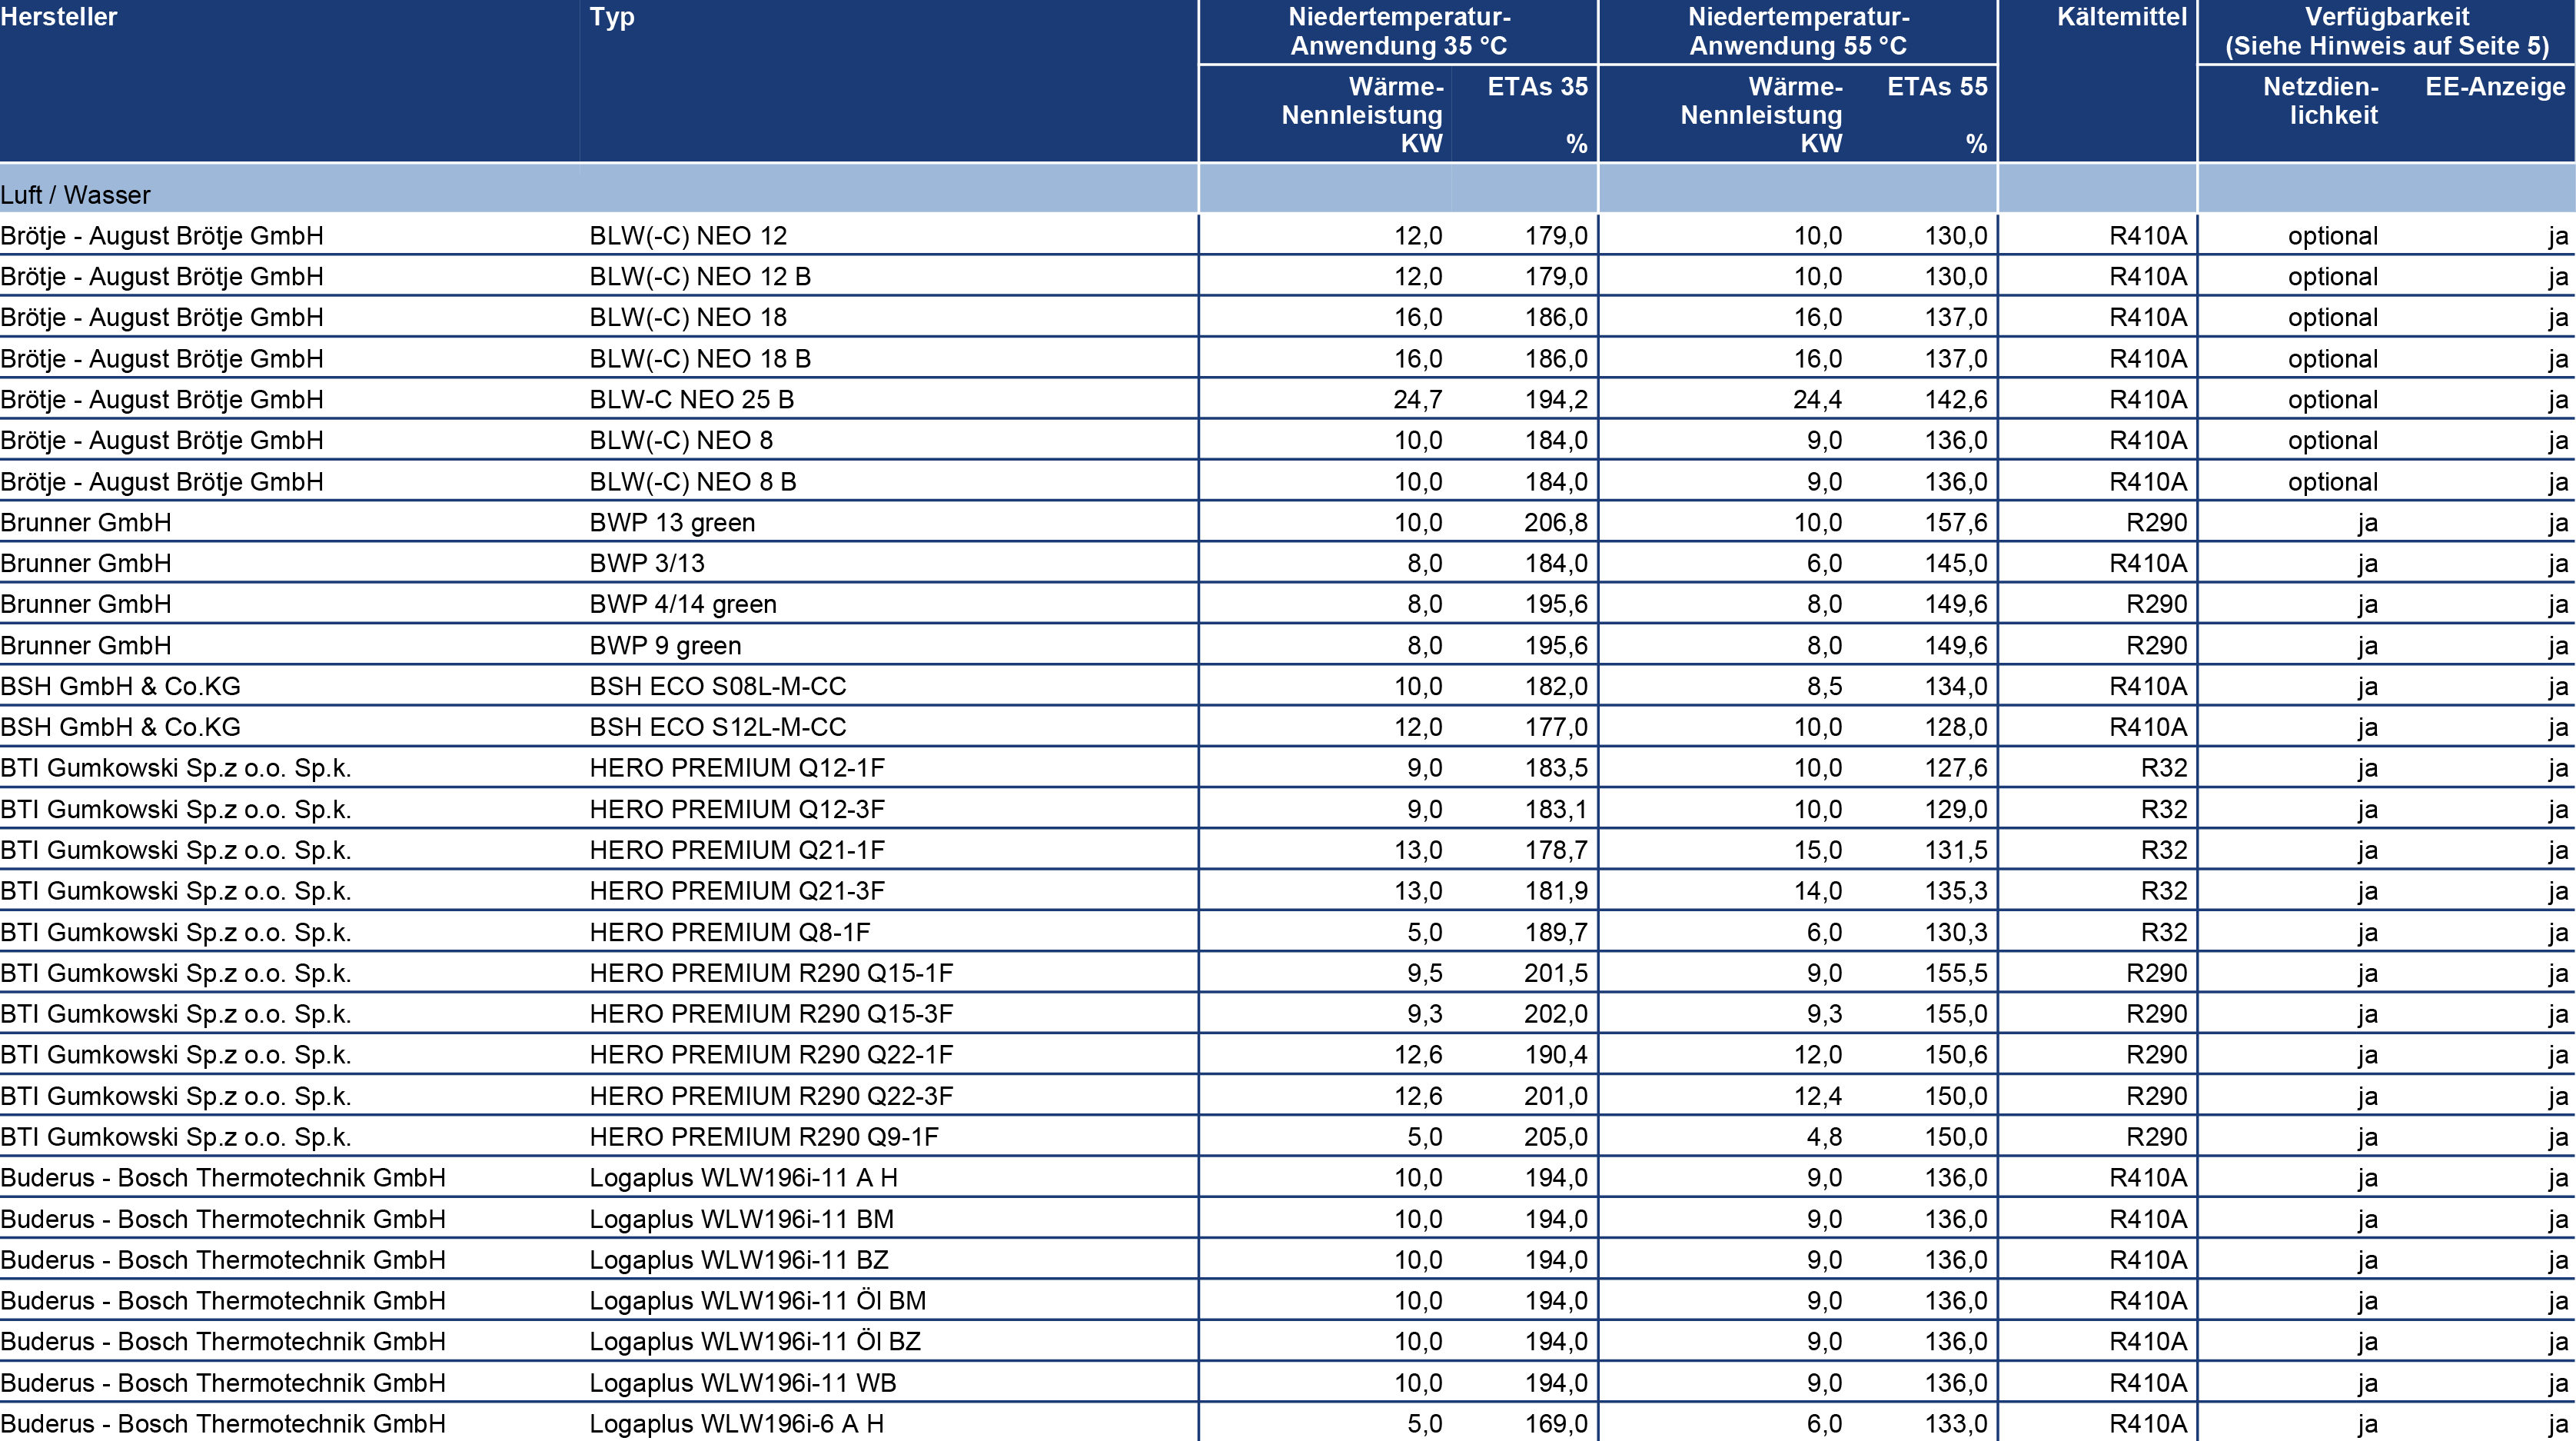 Hersteller Typ Niedertemperatur- Niedertemperatur- Kältemittel Verfügbarkeit
Anwendung 35 °C Anwendung 55 °C (Siehe Hinweis auf Seite 5)
Wärme- ETAs 35 Wärme- ETAs 55 Netzdien- EE-Anzeige
Nennleistung Nennleistung lichkeit
KW % KW %
Luft / Wasser
Brötje - August Brötje GmbH BLW(-C) NEO 12 12,0 179,0 10,0 130,0 R410A optional ja
Brötje - August Brötje GmbH BLW(-C) NEO 12 B 12,0 179,0 10,0 130,0 R410A optional ja
Brötje - August Brötje GmbH BLW(-C) NEO 18 16,0 186,0 16,0 137,0 R410A optional ja
Brötje - August Brötje GmbH BLW(-C) NEO 18 B 16,0 186,0 16,0 137,0 R410A optional ja
Brötje - August Brötje GmbH BLW-C NEO 25 B 24,7 194,2 24,4 142,6 R410A optional ja
Brötje - August Brötje GmbH BLW(-C) NEO 8 10,0 184,0 9,0 136,0 R410A optional ja
Brötje - August Brötje GmbH BLW(-C) NEO 8 B 10,0 184,0 9,0 136,0 R410A optional ja
Brunner GmbH BWP 13 green 10,0 206,8 10,0 157,6 R290 ja ja
Brunner GmbH BWP 3/13 8,0 184,0 6,0 145,0 R410A ja ja
Brunner GmbH BWP 4/14 green 8,0 195,6 8,0 149,6 R290 ja ja
Brunner GmbH BWP 9 green 8,0 195,6 8,0 149,6 R290 ja ja
BSH GmbH & Co.KG BSH ECO S08L-M-CC 10,0 182,0 8,5 134,0 R410A ja ja
BSH GmbH & Co.KG BSH ECO S12L-M-CC 12,0 177,0 10,0 128,0 R410A ja ja
BTI Gumkowski Sp.z o.o. Sp.k. HERO PREMIUM Q12-1F 9,0 183,5 10,0 127,6 R32 ja ja
BTI Gumkowski Sp.z o.o. Sp.k. HERO PREMIUM Q12-3F 9,0 183,1 10,0 129,0 R32 ja ja
BTI Gumkowski Sp.z o.o. Sp.k. HERO PREMIUM Q21-1F 13,0 178,7 15,0 131,5 R32 ja ja
BTI Gumkowski Sp.z o.o. Sp.k. HERO PREMIUM Q21-3F 13,0 181,9 14,0 135,3 R32 ja ja
BTI Gumkowski Sp.z o.o. Sp.k. HERO PREMIUM Q8-1F 5,0 189,7 6,0 130,3 R32 ja ja
BTI Gumkowski Sp.z o.o. Sp.k. HERO PREMIUM R290 Q15-1F 9,5 201,5 9,0 155,5 R290 ja ja
BTI Gumkowski Sp.z o.o. Sp.k. HERO PREMIUM R290 Q15-3F 9,3 202,0 9,3 155,0 R290 ja ja
BTI Gumkowski Sp.z o.o. Sp.k. HERO PREMIUM R290 Q22-1F 12,6 190,4 12,0 150,6 R290 ja ja
BTI Gumkowski Sp.z o.o. Sp.k. HERO PREMIUM R290 Q22-3F 12,6 201,0 12,4 150,0 R290 ja ja
BTI Gumkowski Sp.z o.o. Sp.k. HERO PREMIUM R290 Q9-1F 5,0 205,0 4,8 150,0 R290 ja ja
Buderus - Bosch Thermotechnik GmbH Logaplus WLW196i-11 A H 10,0 194,0 9,0 136,0 R410A ja ja
Buderus - Bosch Thermotechnik GmbH Logaplus WLW196i-11 BM 10,0 194,0 9,0 136,0 R410A ja ja
Buderus - Bosch Thermotechnik GmbH Logaplus WLW196i-11 BZ 10,0 194,0 9,0 136,0 R410A ja ja
Buderus - Bosch Thermotechnik GmbH Logaplus WLW196i-11 Öl BM 10,0 194,0 9,0 136,0 R410A ja ja
Buderus - Bosch Thermotechnik GmbH Logaplus WLW196i-11 Öl BZ 10,0 194,0 9,0 136,0 R410A ja ja
Buderus - Bosch Thermotechnik GmbH Logaplus WLW196i-11 WB 10,0 194,0 9,0 136,0 R410A ja ja
Buderus - Bosch Thermotechnik GmbH Logaplus WLW196i-6 A H 5,0 169,0 6,0 133,0 R410A ja ja